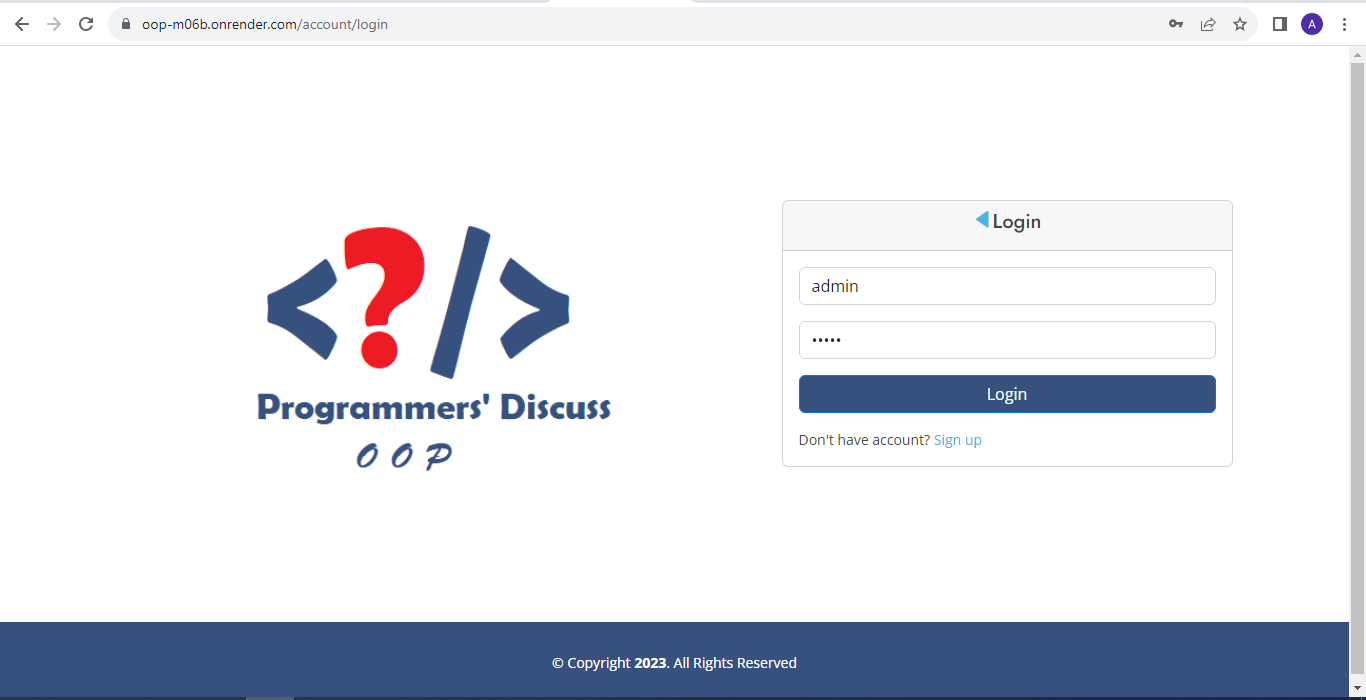 oop-m06b.onrender.com/account/login
A
<?/>
Programmers' Discuss
OOP
Login
admin
•••••
Login
Don't have account? Sign up
© Copyright 2023. All Rights Reserved